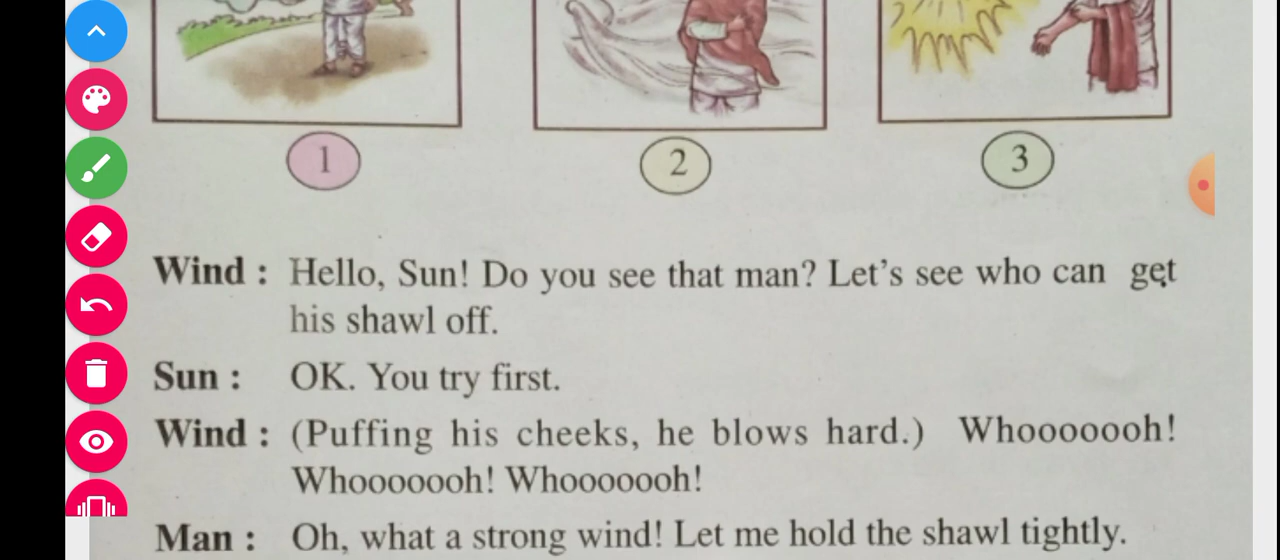 1
2
3
Wind : Hello, Sun! Do you see that man? Let's see who can get
his shawl off.
Sun : OK. You try first.
Wind : (Puffing his cheeks, he blows hard.) Whooooooh!
Whooooooh! Whooooooh!
Man : Oh, what a strong wind! Let me hold the shawl tightly.